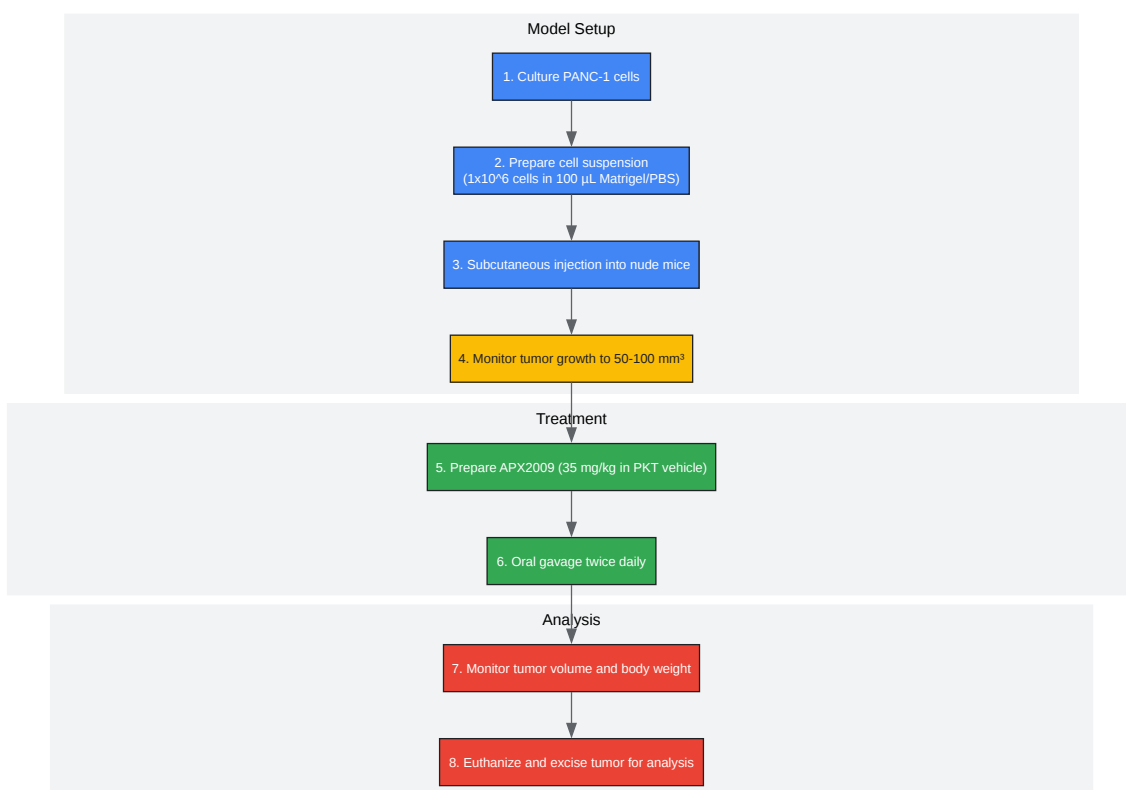 Model Setup
1. Culture PANC-1 cells
2. Prepare cell suspension
(1x10^6 cells in 100 µL Matrigel/PBS)
3. Subcutaneous injection into nude mice
4. Monitor tumor growth to 50-100 mm³
Treatment
5. Prepare APX2009 (35 mg/kg in PKT vehicle)
6. Oral gavage twice daily
Analysis
7. Monitor tumor volume and body weight
8. Euthanize and excise tumor for analysis